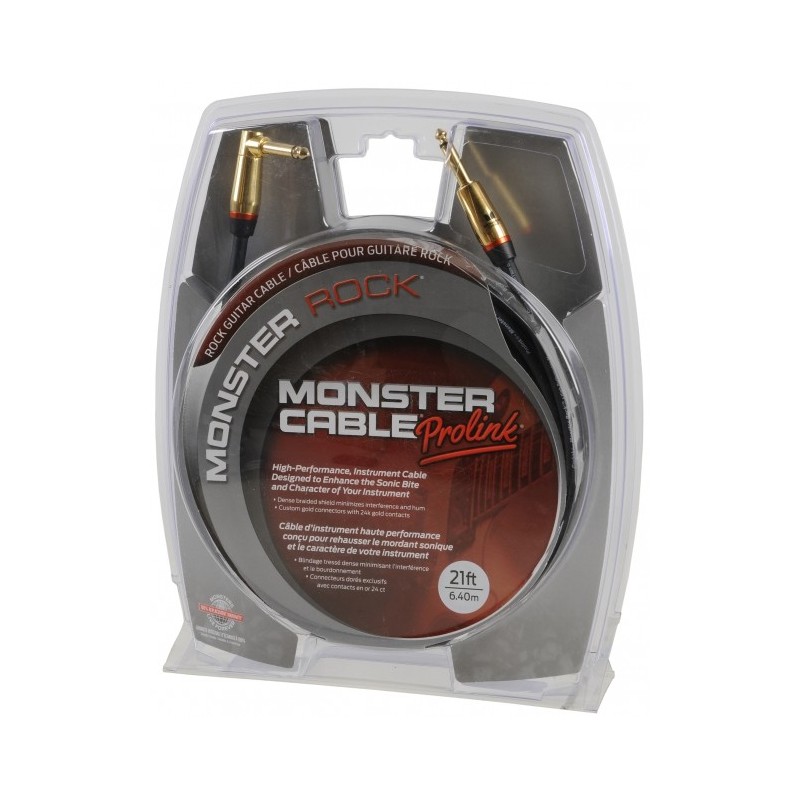 ROCK GUITAR CABLE / CÂBLE POUR GUITARE ROCK
MONSTER ROCK®
MONSTER
CABLE® Prolink®
High-Performance, Instrument Cable
Designed to Enhance the Sonic Bite
and Character of Your Instrument
• Dense braided shield minimizes interference and hum
• Custom gold connectors with 24k gold contacts
Câble d'instrument haute performance
conçu pour rehausser le mordant sonique
et le caractère de votre instrument
• Blindage tressé dense minimisant l'interférence
et le bourdonnement
• Connecteurs dorés exclusifs
avec contacts en or 24 ct
21ft
6.40m
MONSTER